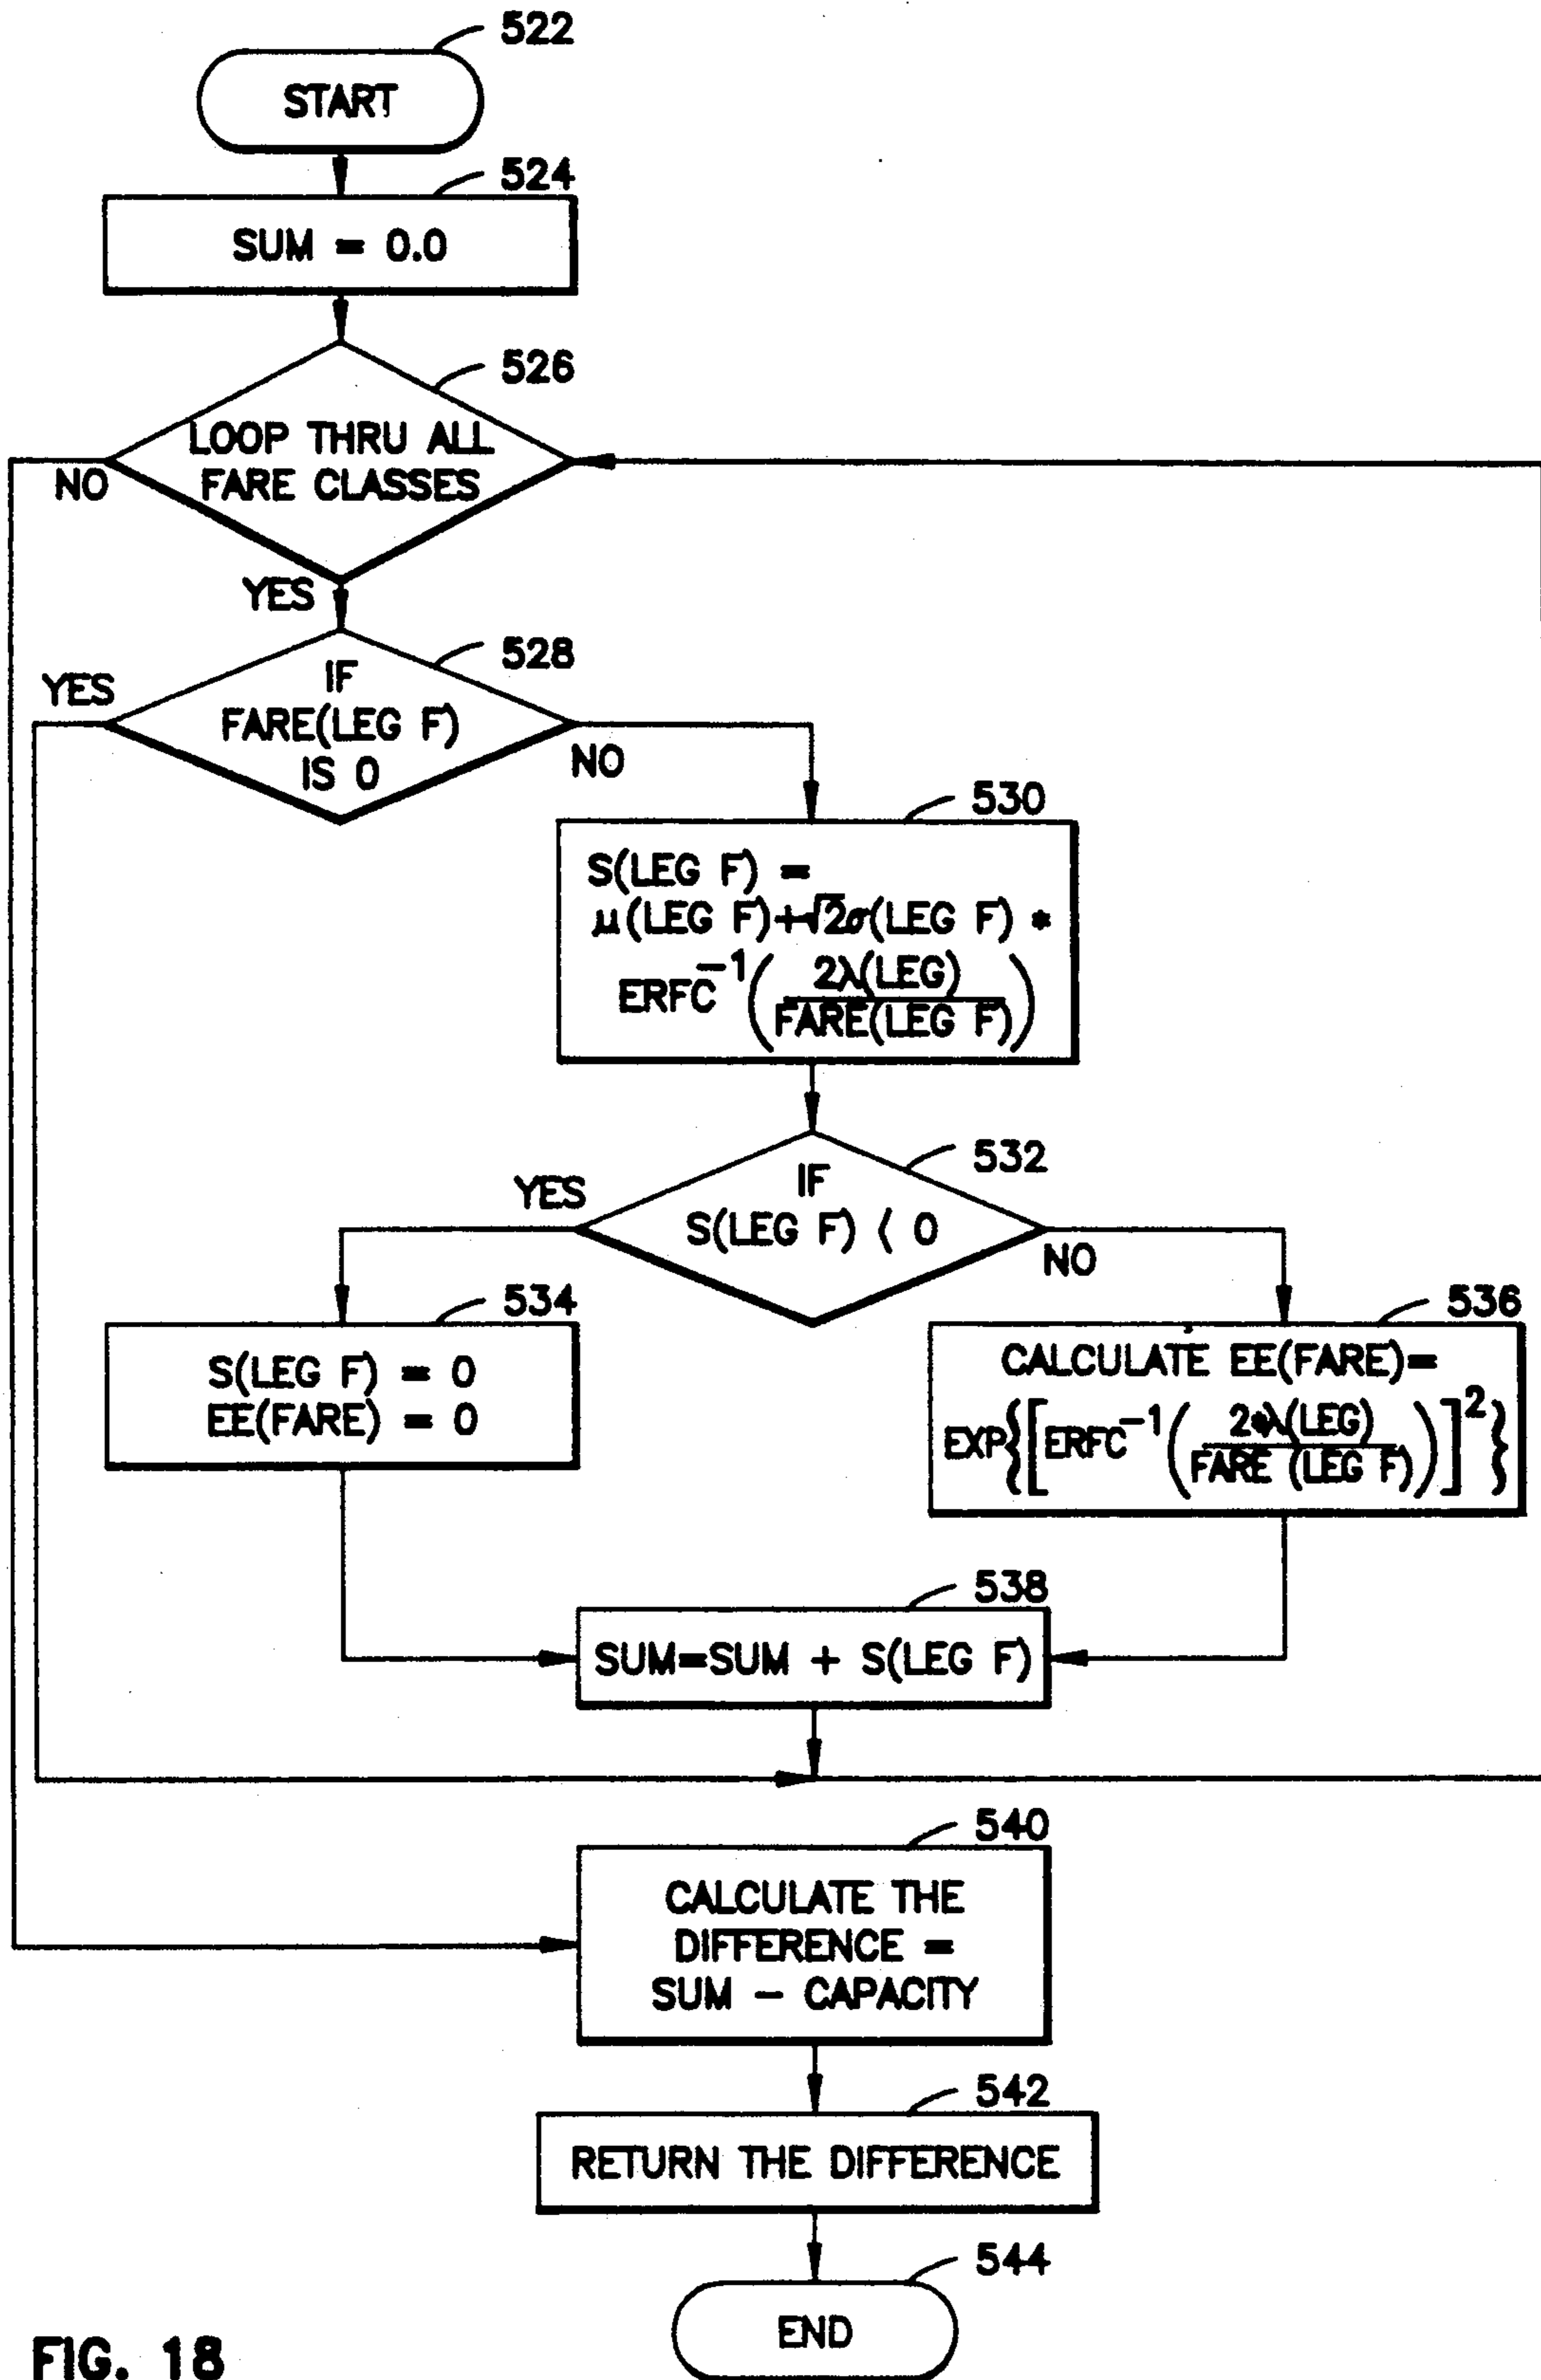 522
START
524
SUM = 0.0
526
LOOP THRU ALL
FARE CLASSES
NO
YES
528
YES
IF
FARE(LEG F)
IS 0
NO
530
S(LEG F) =
μ(LEG F)+√2σ(LEG F) *
ERFC⁻¹(2λ(LEG)
FARE(LEG F))
532
YES
IF
S(LEG F) < 0
NO
534
S(LEG F) = 0
EE(FARE) = 0
536
CALCULATE EE(FARE)=
EXP{[ERFC⁻¹(2*λ(LEG)
FARE (LEG F))]²}
538
SUM=SUM + S(LEG F)
540
CALCULATE THE
DIFFERENCE =
SUM – CAPACITY
542
RETURN THE DIFFERENCE
544
END
FIG. 18